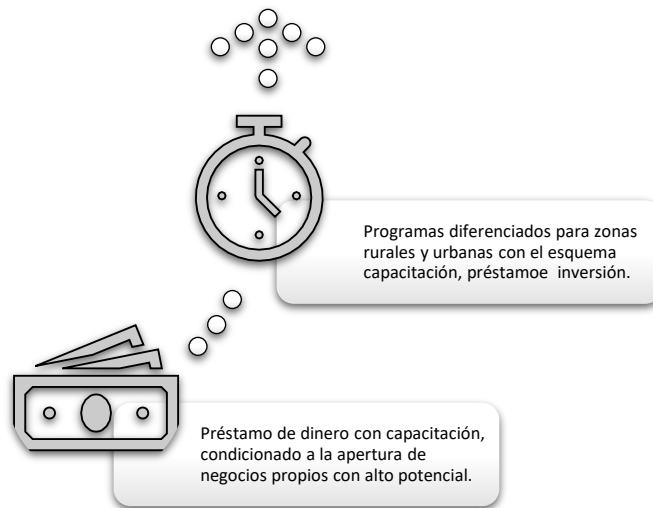 Programas diferenciados para zonas
rurales y urbanas con el esquema
capacitación, préstamoe  inversión.
Préstamo de dinero con capacitación,
condicionado a la apertura de
negocios propios con alto potencial.